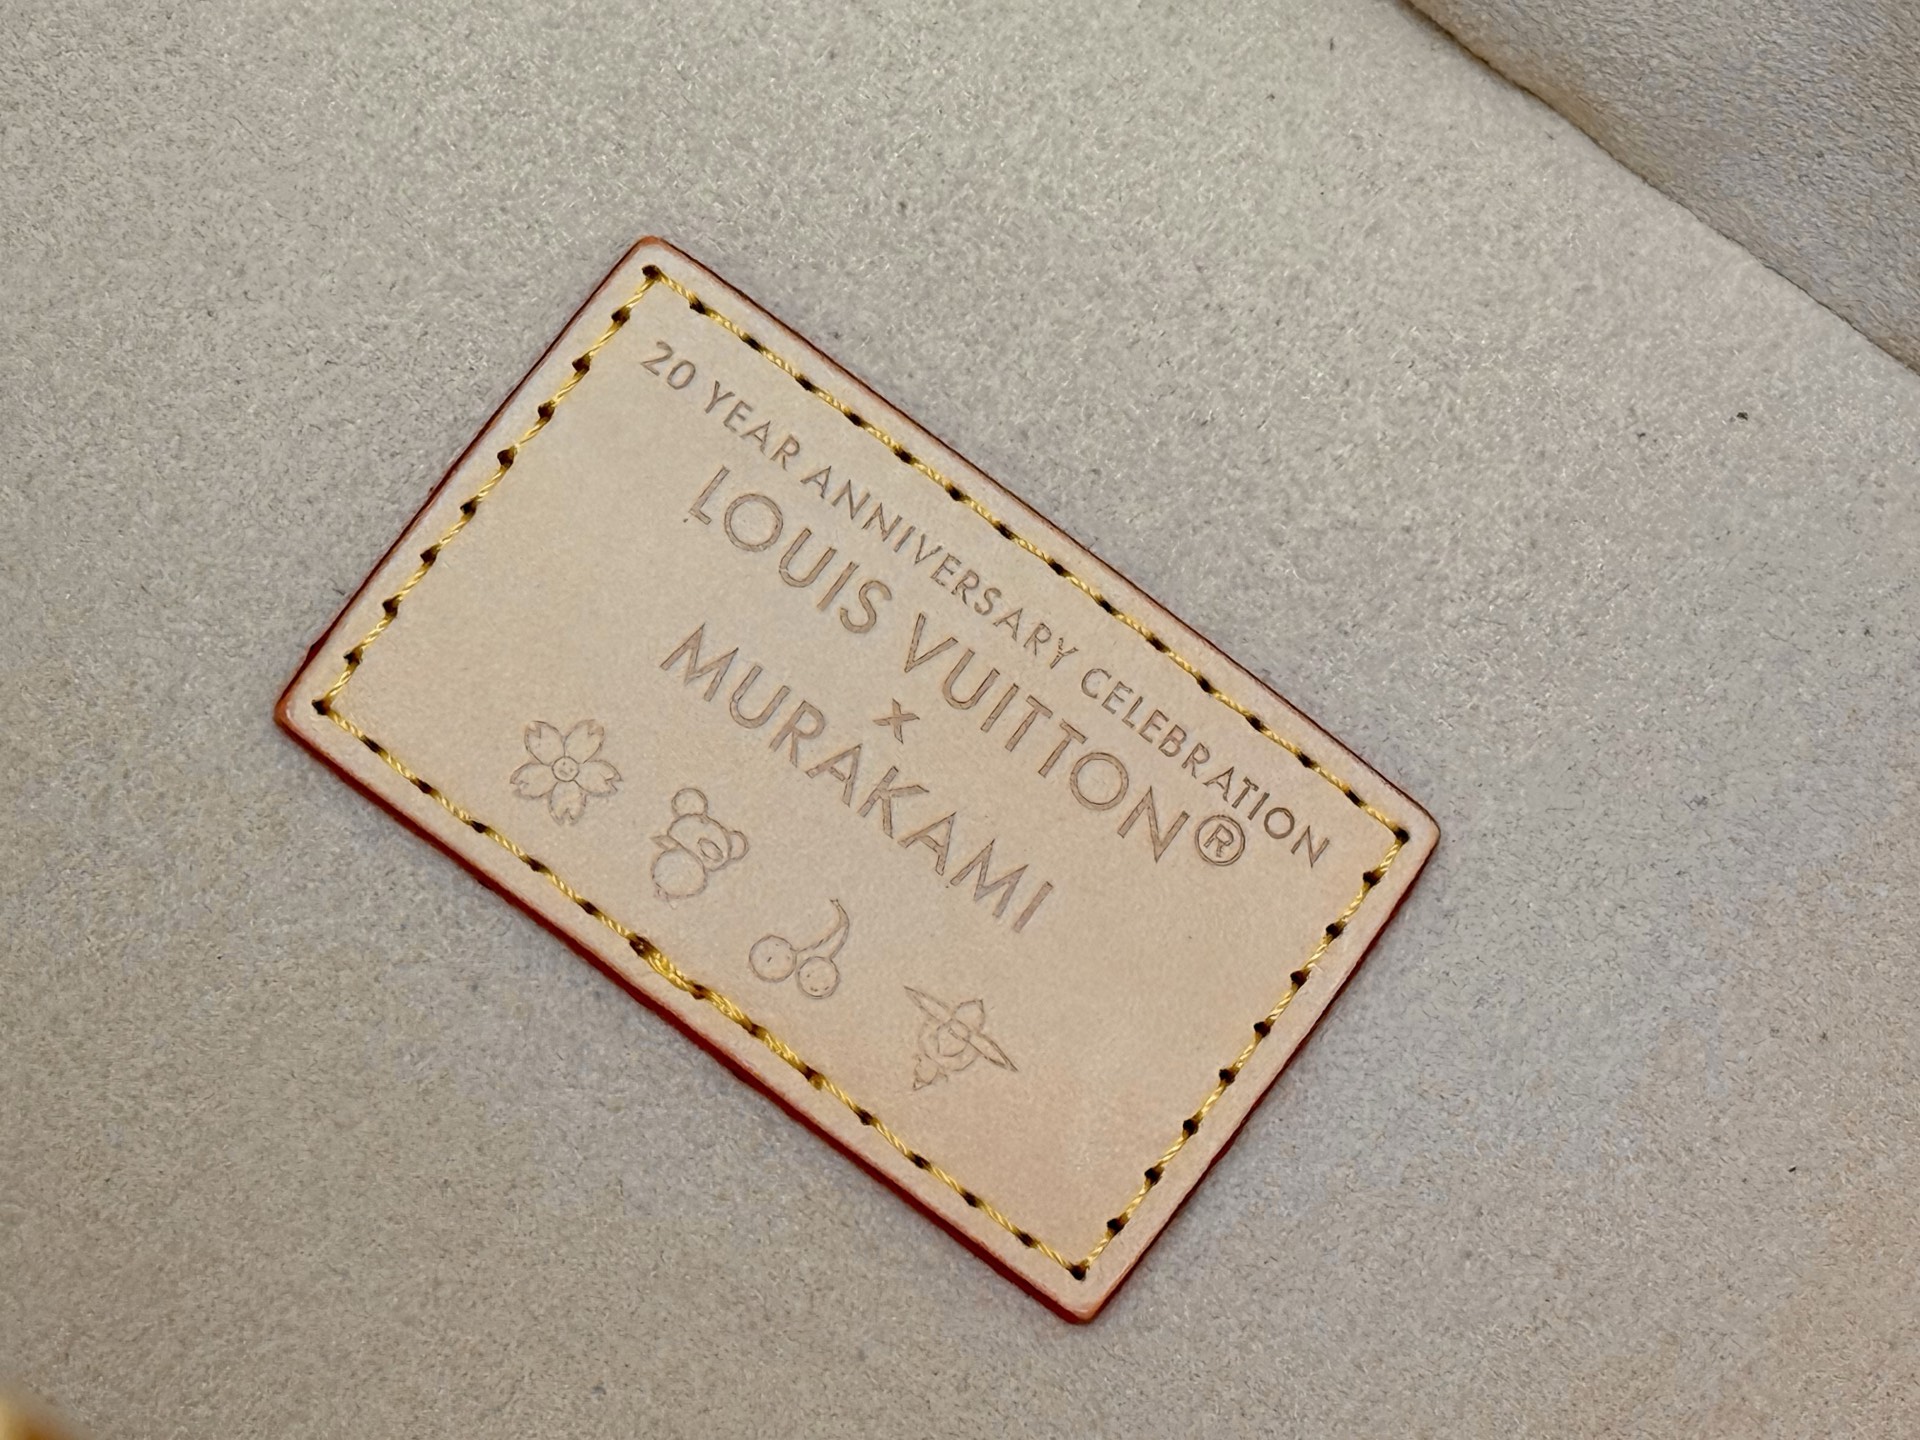 20 YEAR ANNIVERSARY CELEBRATION
LOUIS VUITTON®
x
MURAKAMI